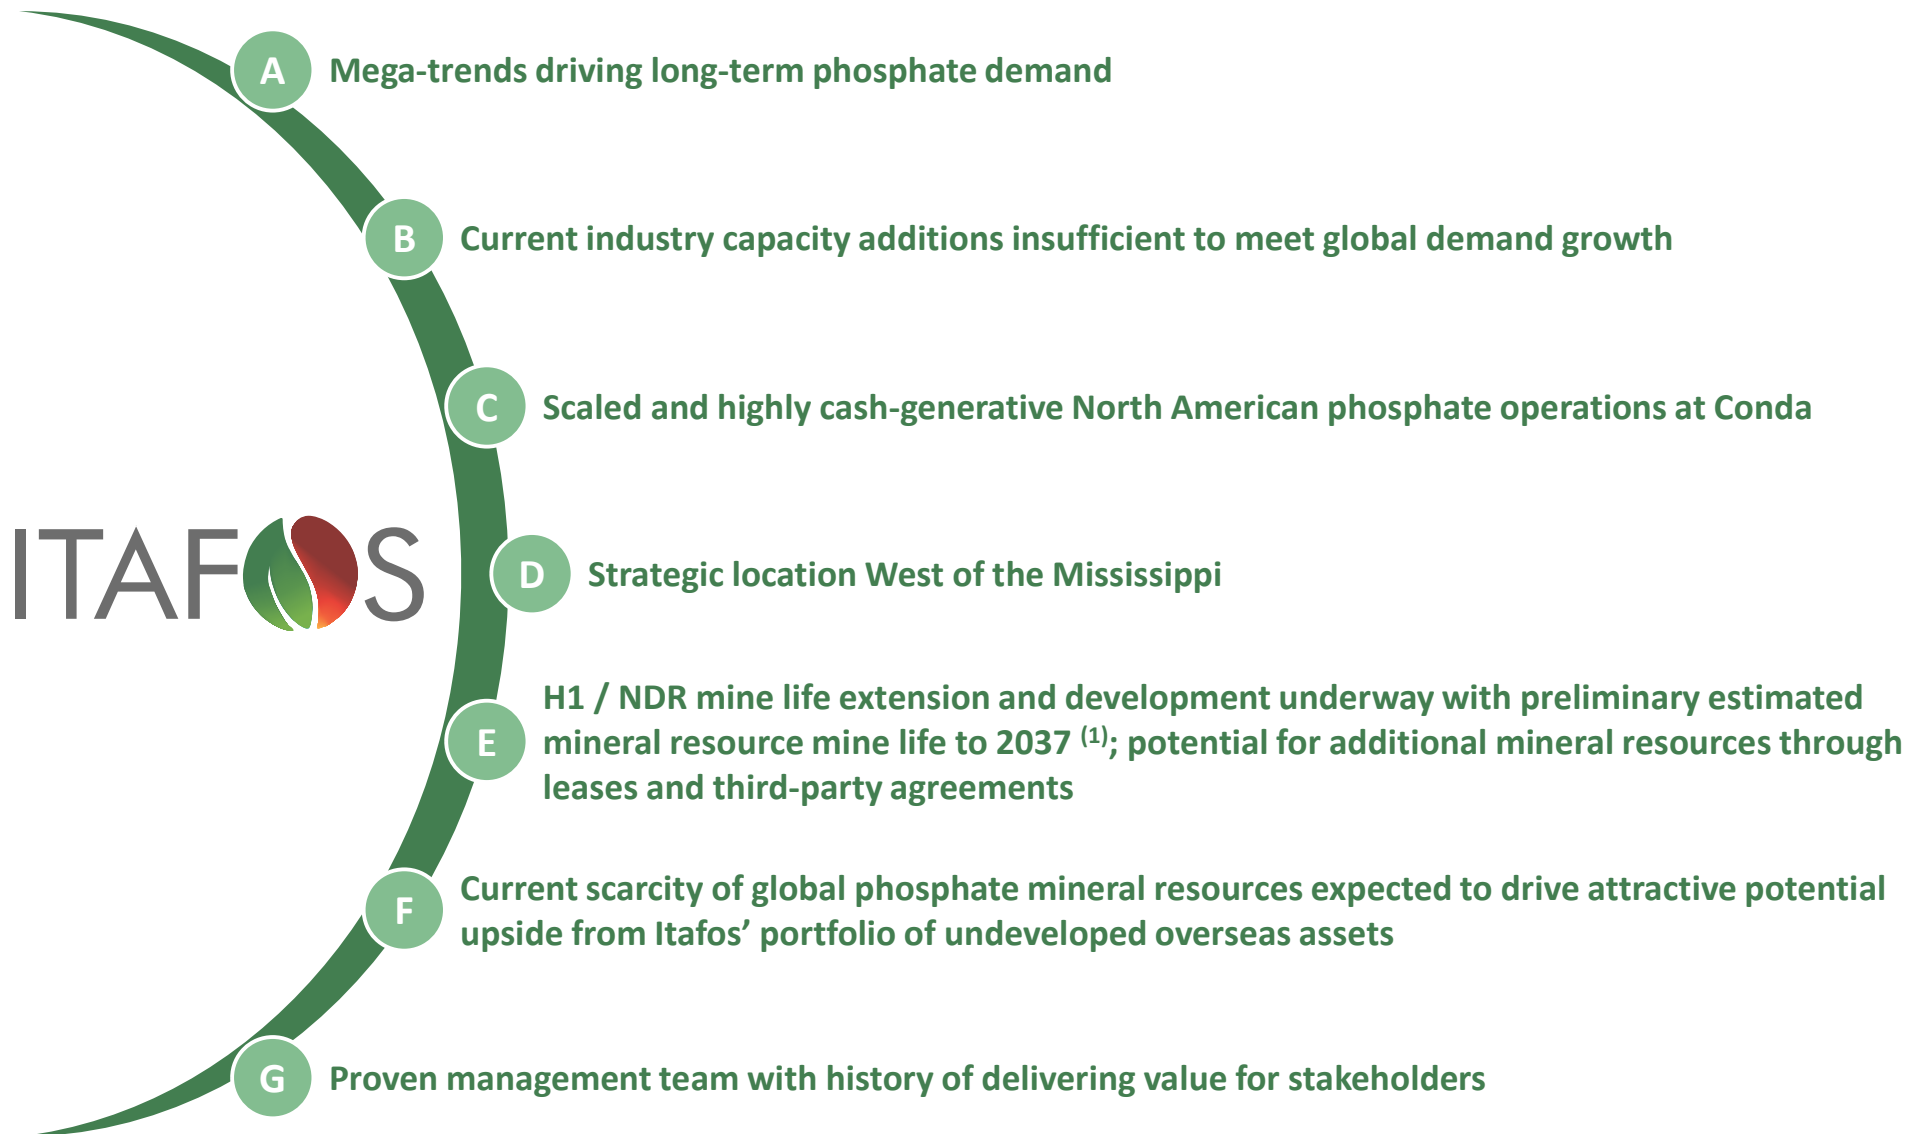 A
Mega-trends driving long-term phosphate demand
B
Current industry capacity additions insufficient to meet global demand growth
C
Scaled and highly cash-generative North American phosphate operations at Conda
ITAFOS
D
Strategic location West of the Mississippi
E
H1 / NDR mine life extension and development underway with preliminary estimated
mineral resource mine life to 2037 (1); potential for additional mineral resources through
leases and third-party agreements
F
Current scarcity of global phosphate mineral resources expected to drive attractive potential
upside from Itafos’ portfolio of undeveloped overseas assets
G
Proven management team with history of delivering value for stakeholders